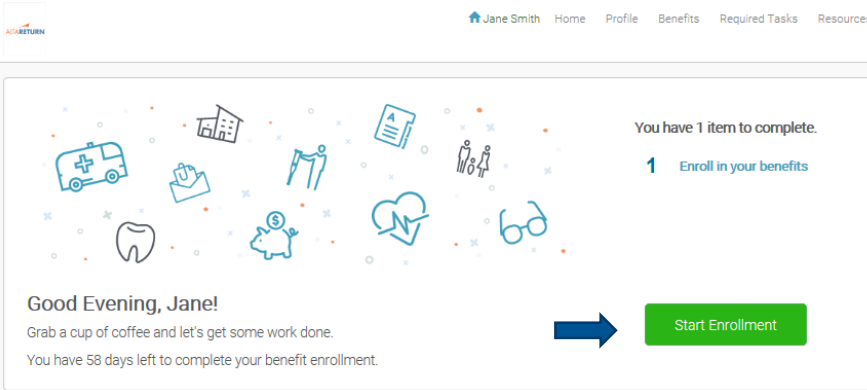 ACARETURN
Jane Smith Home Profile Benefits Required Tasks Resources
You have 1 item to complete.
1 Enroll in your benefits
A
$
Good Evening, Jane!
Grab a cup of coffee and let's get some work done.
You have 58 days left to complete your benefit enrollment.
Start Enrollment